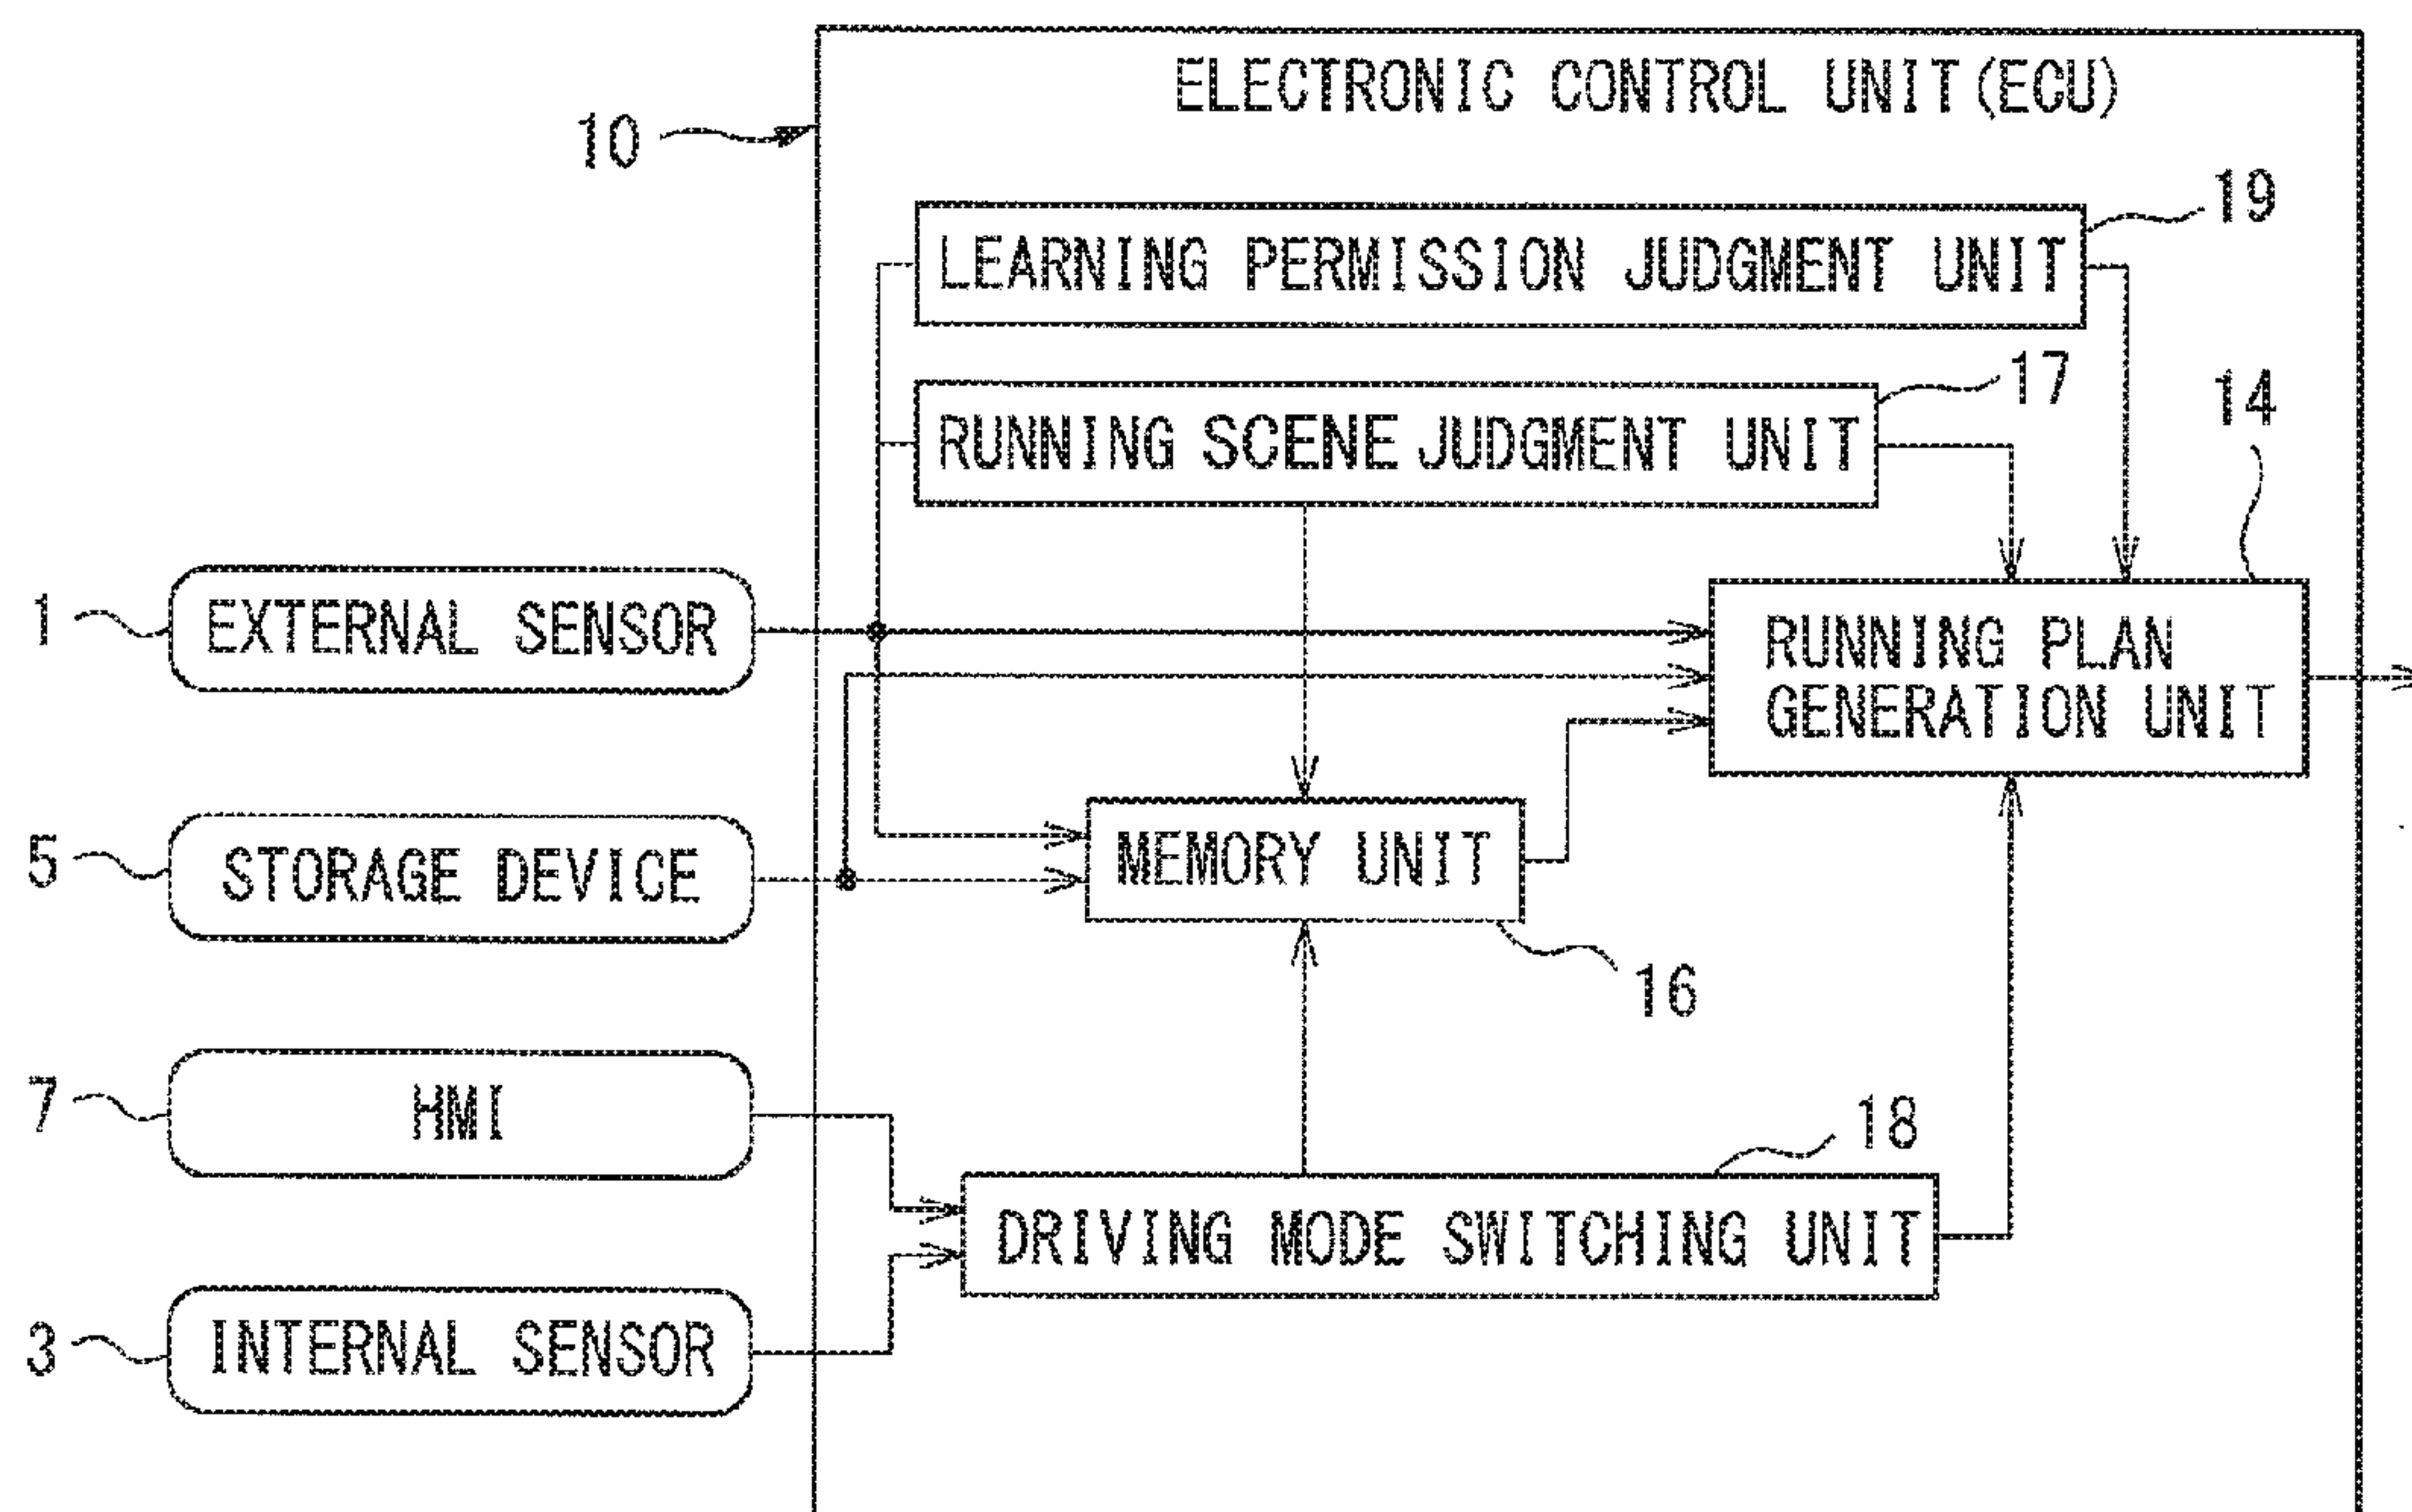 ELECTRONIC CONTROL UNIT(ECU)
10
19
LEARNING PERMISSION JUDGMENT UNIT
17
14
RUNNING SCENE JUDGMENT UNIT
1
EXTERNAL SENSOR
RUNNING PLAN
GENERATION UNIT
5
STORAGE DEVICE
MEMORY UNIT
16
7
HMI
18
DRIVING MODE SWITCHING UNIT
3
INTERNAL SENSOR